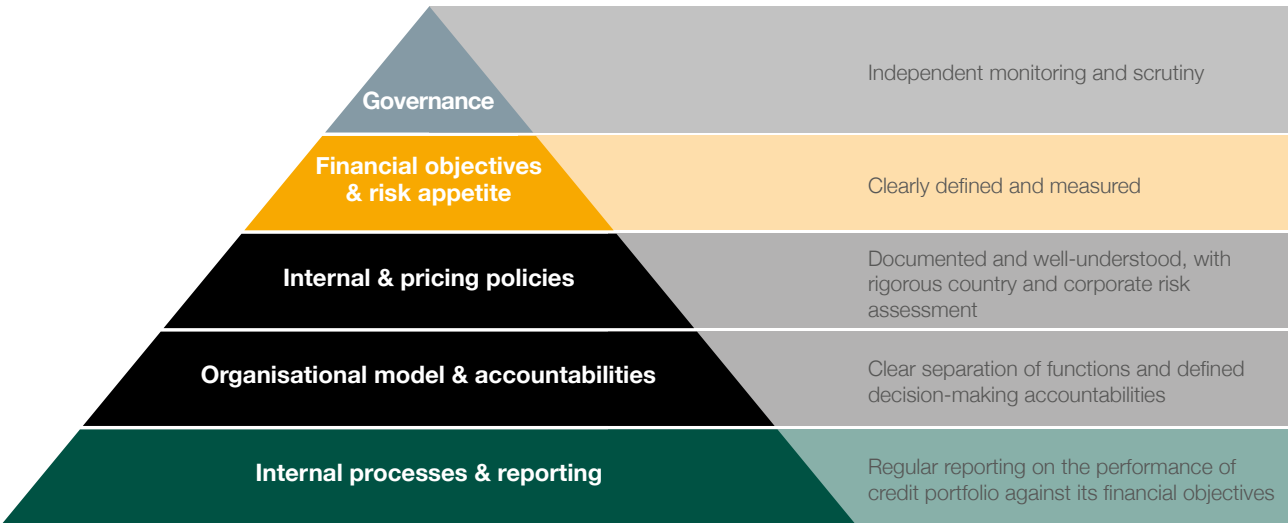 Governance
Independent monitoring and scrutiny
Financial objectives
& risk appetite
Clearly defined and measured
Internal & pricing policies
Documented and well-understood, with
rigorous country and corporate risk
assessment
Organisational model & accountabilities
Clear separation of functions and defined
decision-making accountabilities
Internal processes & reporting
Regular reporting on the performance of
credit portfolio against its financial objectives